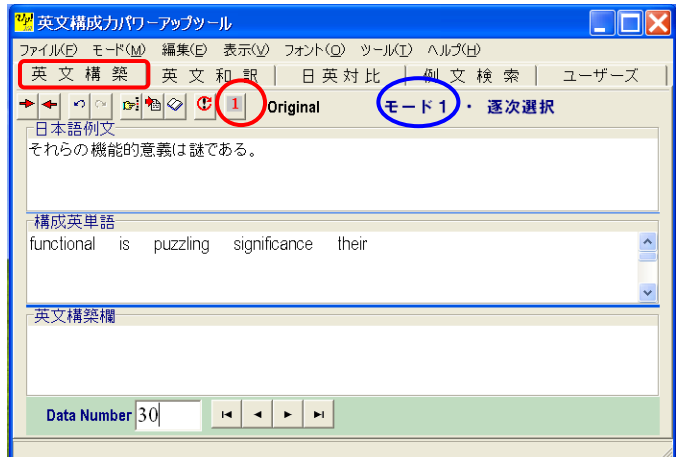 Up! 英文構成力パワーアップツール
ファイル(F) モード(M) 編集(E) 表示(V) フォント(O) ツール(T) ヘルプ(H)
英文構築 英文和訳 日英対比 例文検索 ユーザーズ
1 Original モード1・逐次選択
日本語例文
それらの機能的意義は謎である。
構成英単語
functional is puzzling significance their
英文構築欄
Data Number 30